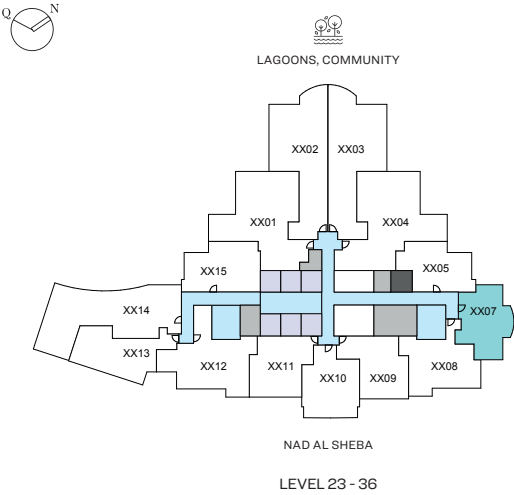 Q N
LAGOONS, COMMUNITY
XX02 XX03
XX01 XX04
XX15 XX05
XX14 XX07
XX13 XX12 XX11 XX10 XX09 XX08
NAD AL SHEBA
LEVEL 23 - 36